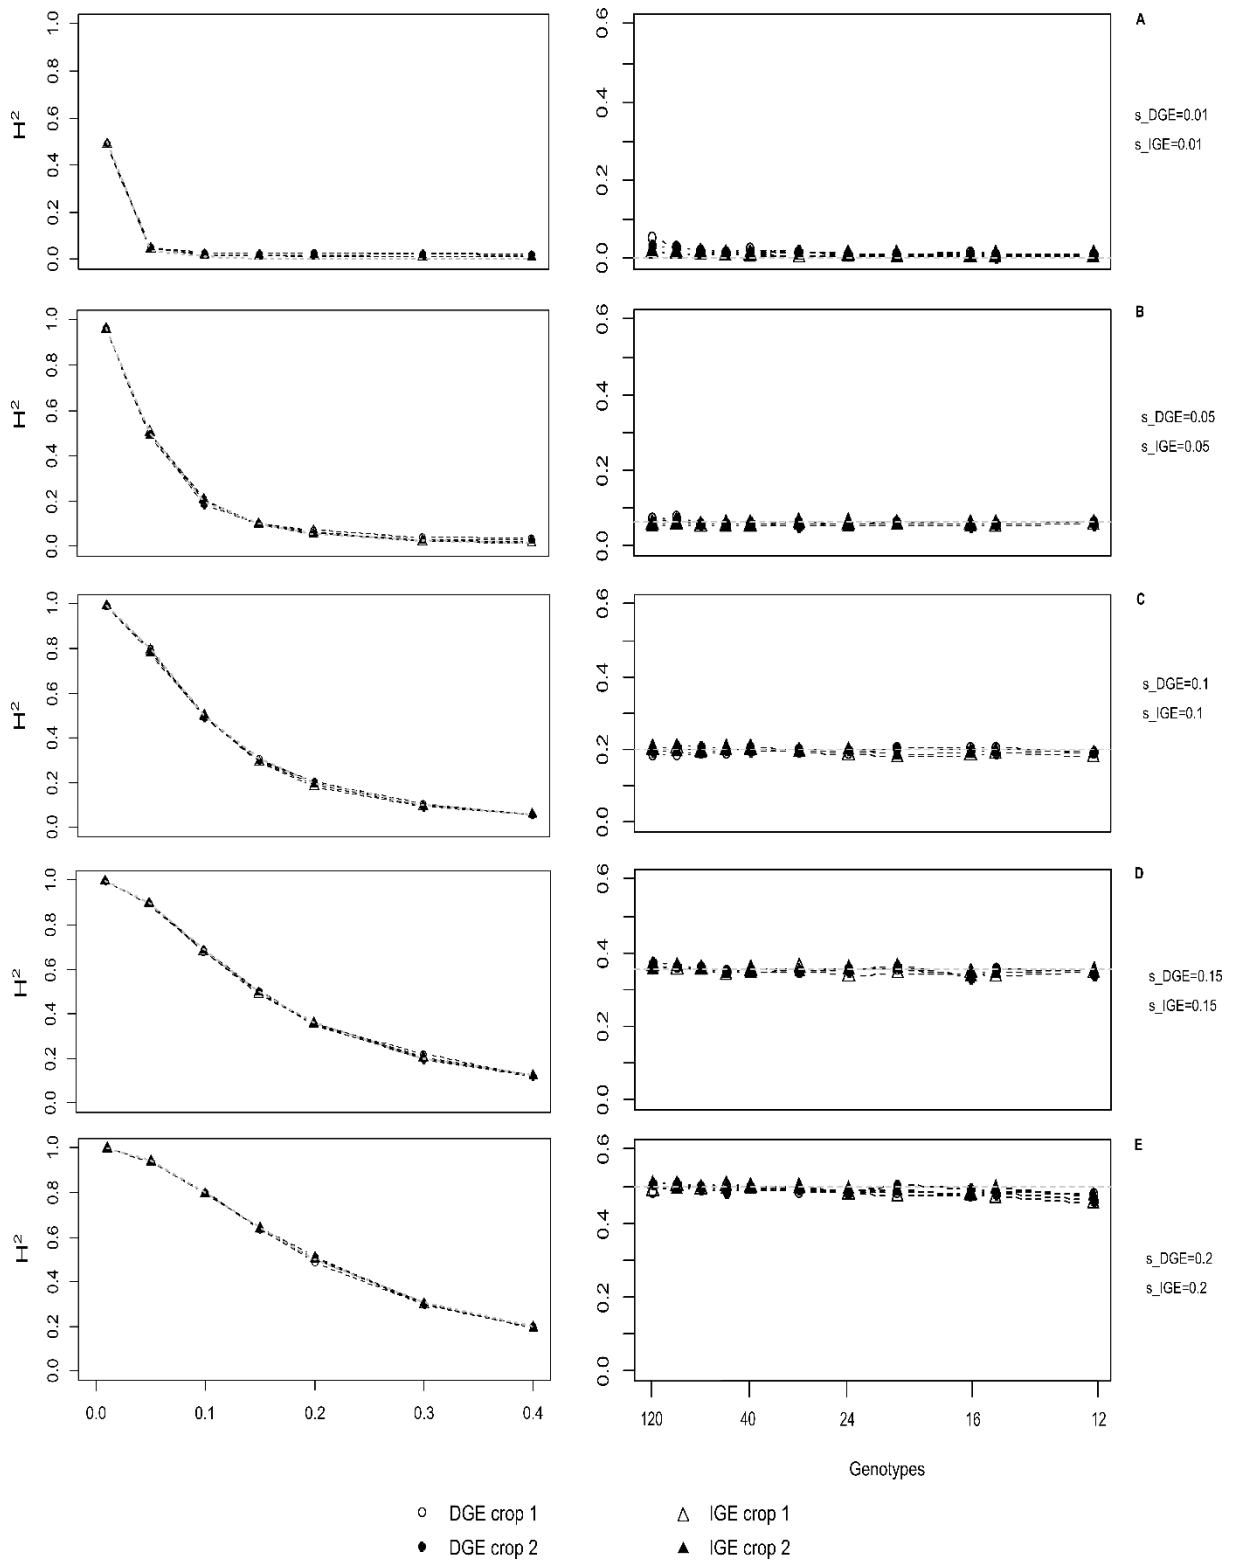 A
H²
0.0 0.2 0.4 0.6 0.8 1.0
0.0 0.2 0.4 0.6
s_DGE=0.01
s_IGE=0.01
B
H²
0.0 0.2 0.4 0.6 0.8 1.0
0.0 0.2 0.4 0.6
s_DGE=0.05
s_IGE=0.05
C
H²
0.0 0.2 0.4 0.6 0.8 1.0
0.0 0.2 0.4 0.6
s_DGE=0.1
s_IGE=0.1
D
H²
0.0 0.2 0.4 0.6 0.8 1.0
0.0 0.2 0.4 0.6
s_DGE=0.15
s_IGE=0.15
E
H²
0.0 0.2 0.4 0.6 0.8 1.0
0.0 0.2 0.4 0.6
s_DGE=0.2
s_IGE=0.2
0.0 0.1 0.2 0.3 0.4
120 40 24 16 12
Genotypes
DGE crop 1
IGE crop 1
DGE crop 2
IGE crop 2